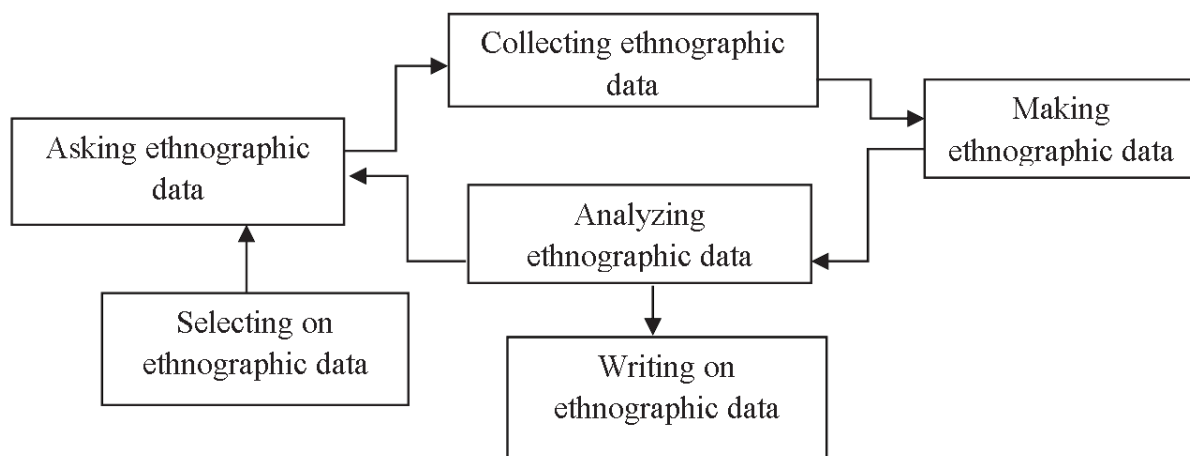 Collecting ethnographic
data
Making
ethnographic data
Asking ethnographic
data
Analyzing
ethnographic data
Selecting on
ethnographic data
Writing on
ethnographic data